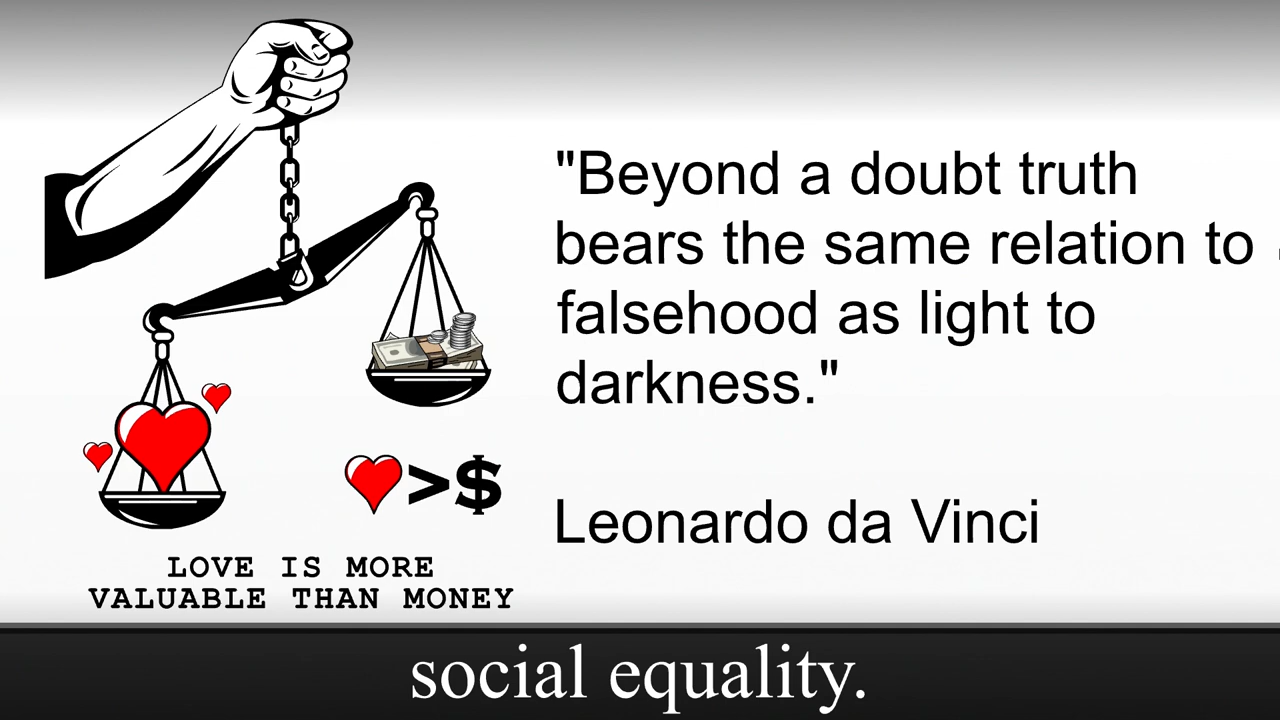 "Beyond a doubt truth
bears the same relation to
falsehood as light to
darkness."
Leonardo da Vinci
♥>$
LOVE IS MORE
VALUABLE THAN MONEY
social equality.